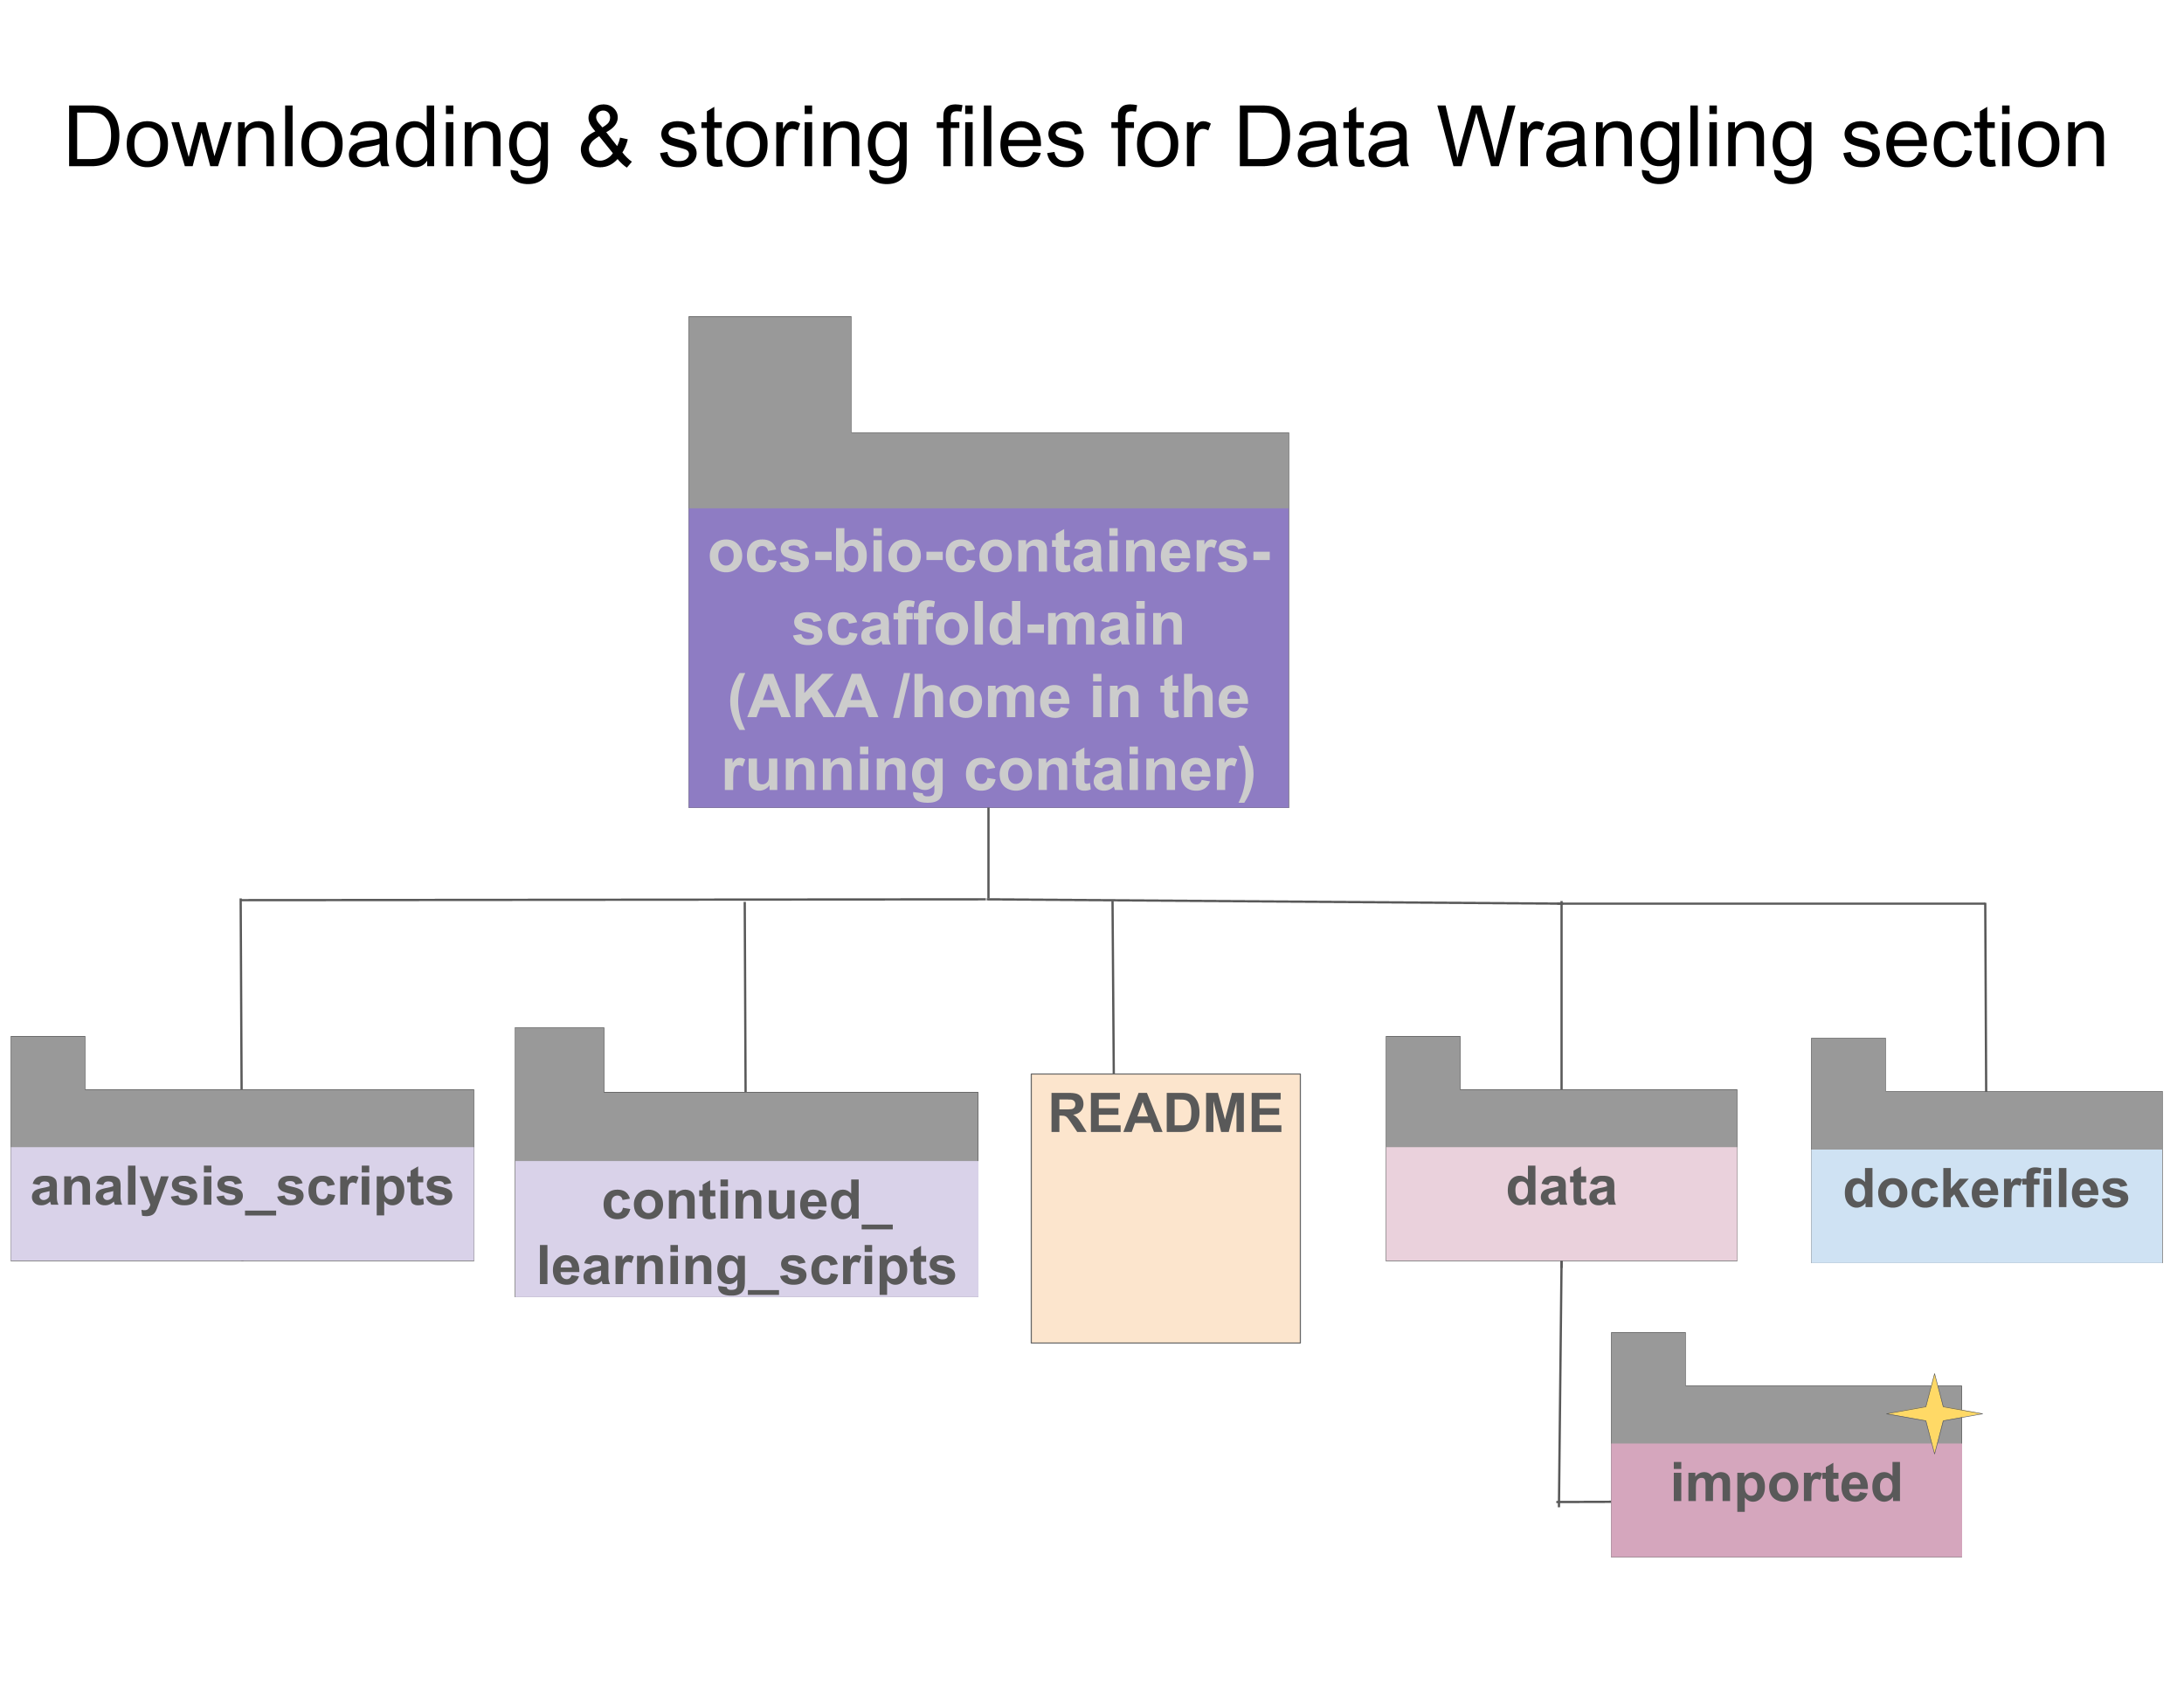 Downloading & storing files for Data Wrangling section
ocs-bio-containers-
scaffold-main
(AKA /home in the
running container)
analysis_scripts
continued_
learning_scripts
README
data
dockerfiles
imported